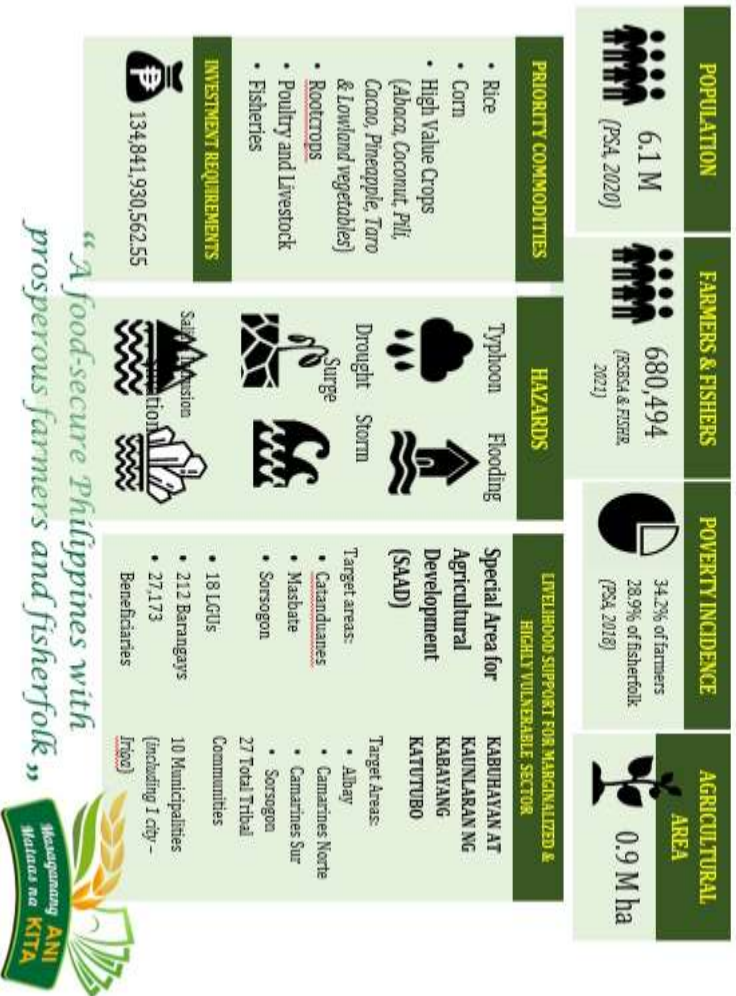 POPULATION
6.1 M
(PSA, 2020)
FARMERS & FISHERS
680,494
(RSBSA & FISHR,
2021)
POVERTY INCIDENCE
34.2% of farmers
28.9% of fisherfolk
(PSA, 2018)
AGRICULTURAL
AREA
0.9 M ha
PRIORITY COMMODITIES
• Rice
• Corn
• High Value Crops
(Abaca, Coconut, Pili,
Cacao, Pineapple, Taro
& Lowland vegetables)
• Rootcrops
• Poultry and Livestock
• Fisheries
INVESTMENT REQUIREMENTS
134,841,930,562.55
HAZARDS
Typhoon Flooding
Drought Storm
Surge
Intrusion
LIVELIHOOD SUPPORT FOR MARGINALIZED &
HIGHLY VULNERABLE SECTOR
Special Area for
Agricultural
Development
(SAAD)
Target areas:
• Catanduanes
• Masbate
• Sorsogon
• 18 LGUs
• 212 Barangays
• 27,173
Beneficiaries
KABUHAYAN AT
KAUNLARAN NG
KABAYANG
KATUTUBO
Target Areas:
• Albay
• Camarines Norte
• Camarines Sur
• Sorsogon
27 Total Tribal
Communities
10 Municipalities
(including 1 city –
Iriga)
“ A food-secure Philippines with
prosperous farmers and fisherfolk ”
Masaganang ANI
Mataas na KITA